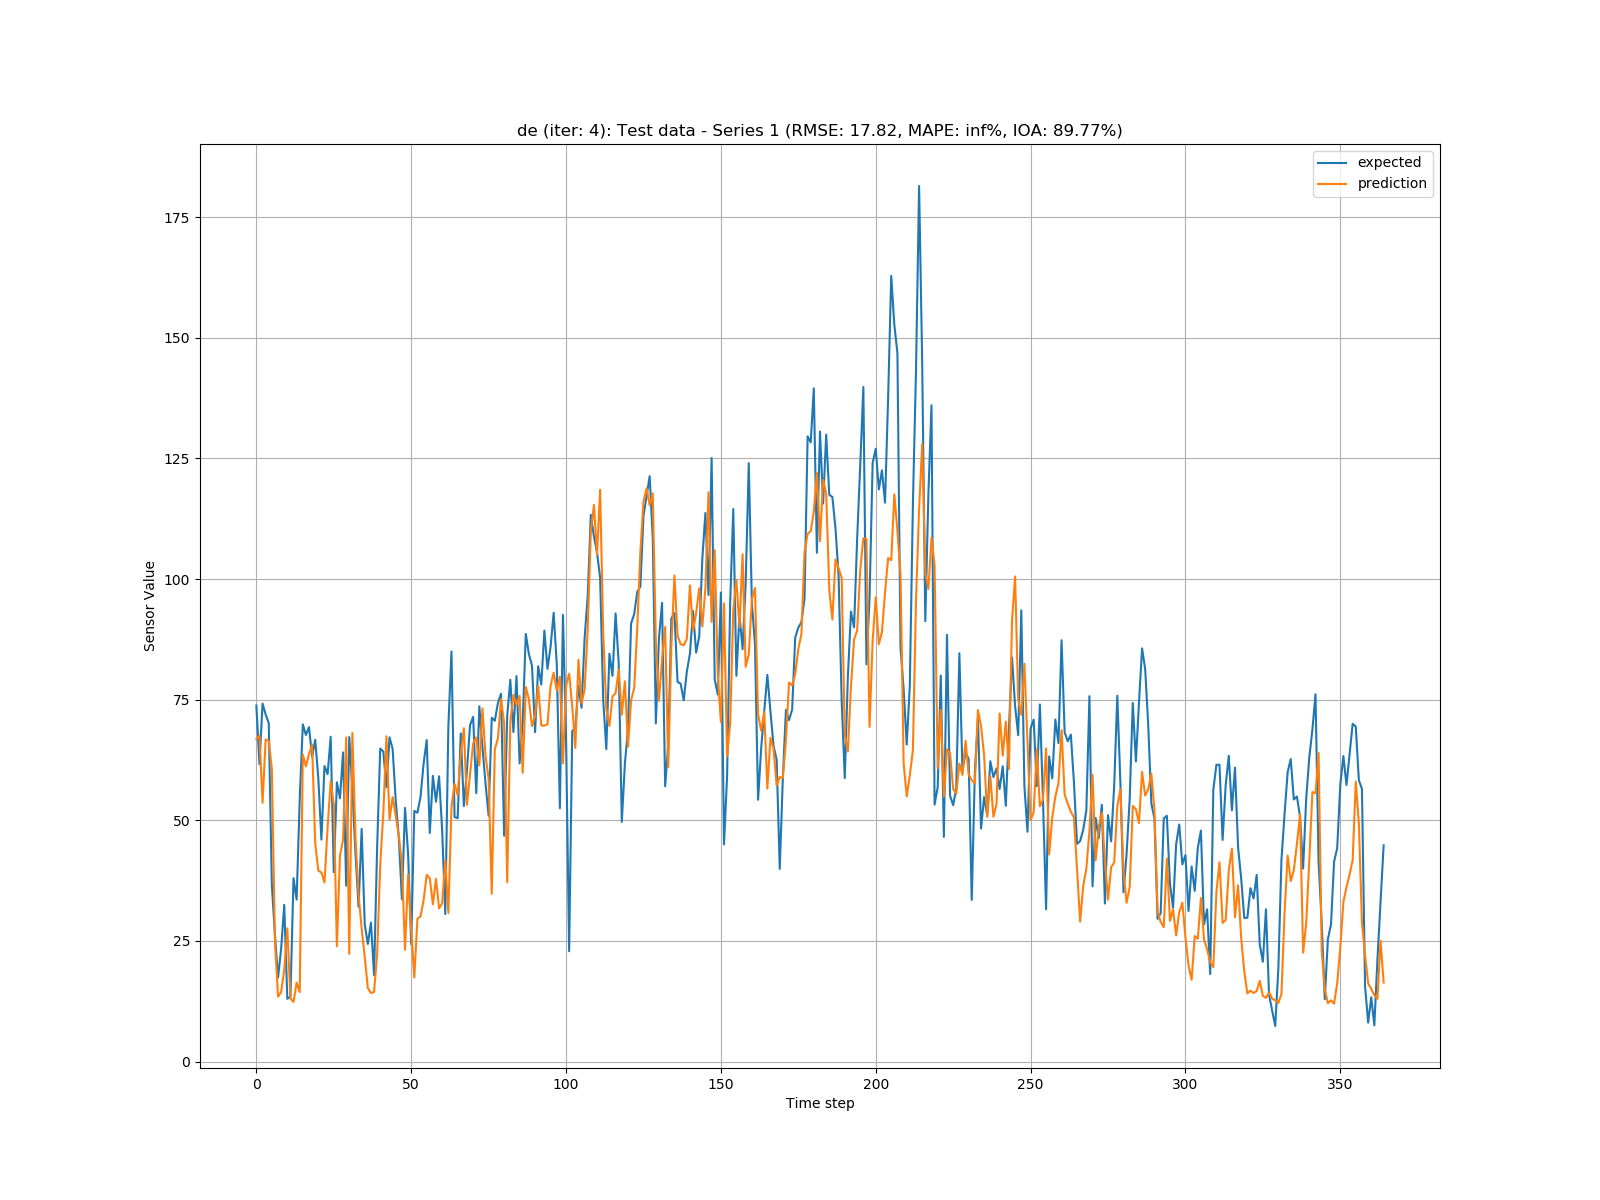 de (iter: 4): Test data - Series 1 (RMSE: 17.82, MAPE: inf%, IOA: 89.77%)
expected
prediction
175
150
125
100
75
50
25
0
Sensor Value
0 50 100 150 200 250 300 350
Time step